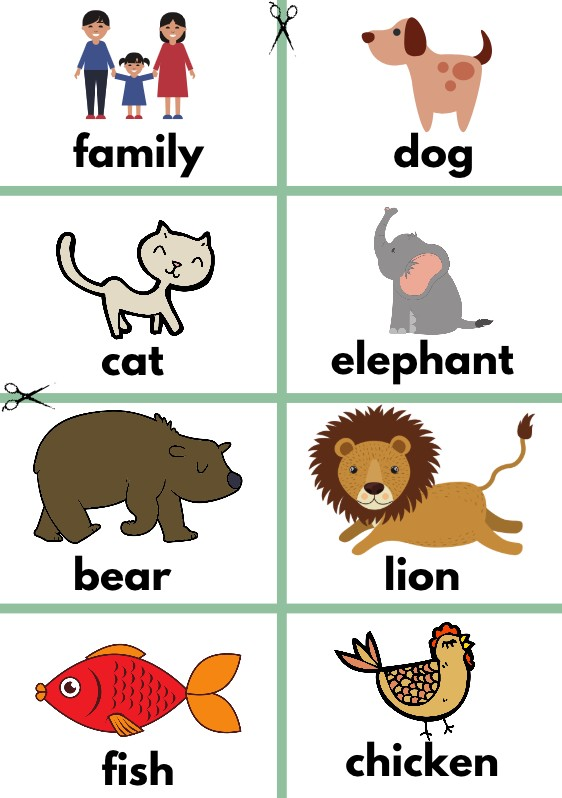 family
dog
cat
elephant
bear
lion
fish
chicken